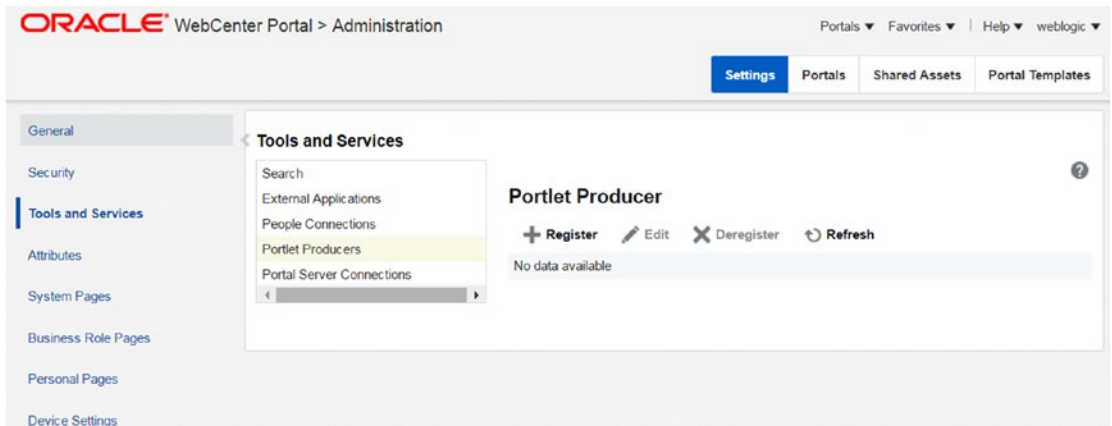 ORACLE WebCenter Portal > Administration
Portals Favorites Help weblogic
Settings Portals Shared Assets Portal Templates
General
Security
Tools and Services
Attributes
System Pages
Business Role Pages
Personal Pages
Device Settings
Tools and Services
Search
External Applications
People Connections
Portlet Producers
Portal Server Connections
Portlet Producer
Register Edit Deregister Refresh
No data available